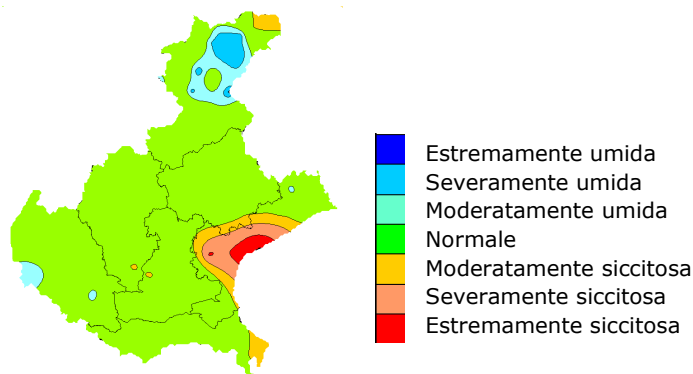 Estremamente umida
Severamente umida
Moderatamente umida
Normale
Moderatamente siccitosa
Severamente siccitosa
Estremamente siccitosa